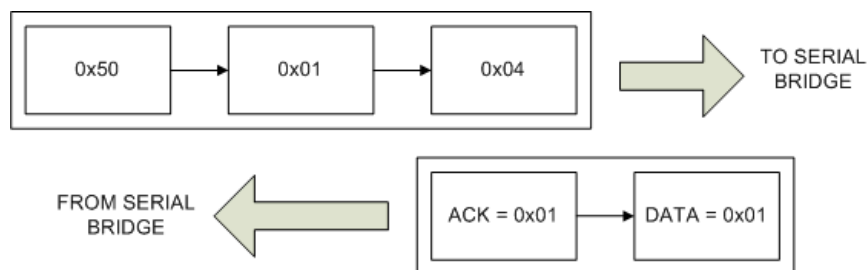 0x50
0x01
0x04
TO SERIAL
BRIDGE
FROM SERIAL
BRIDGE
ACK = 0x01
DATA = 0x01